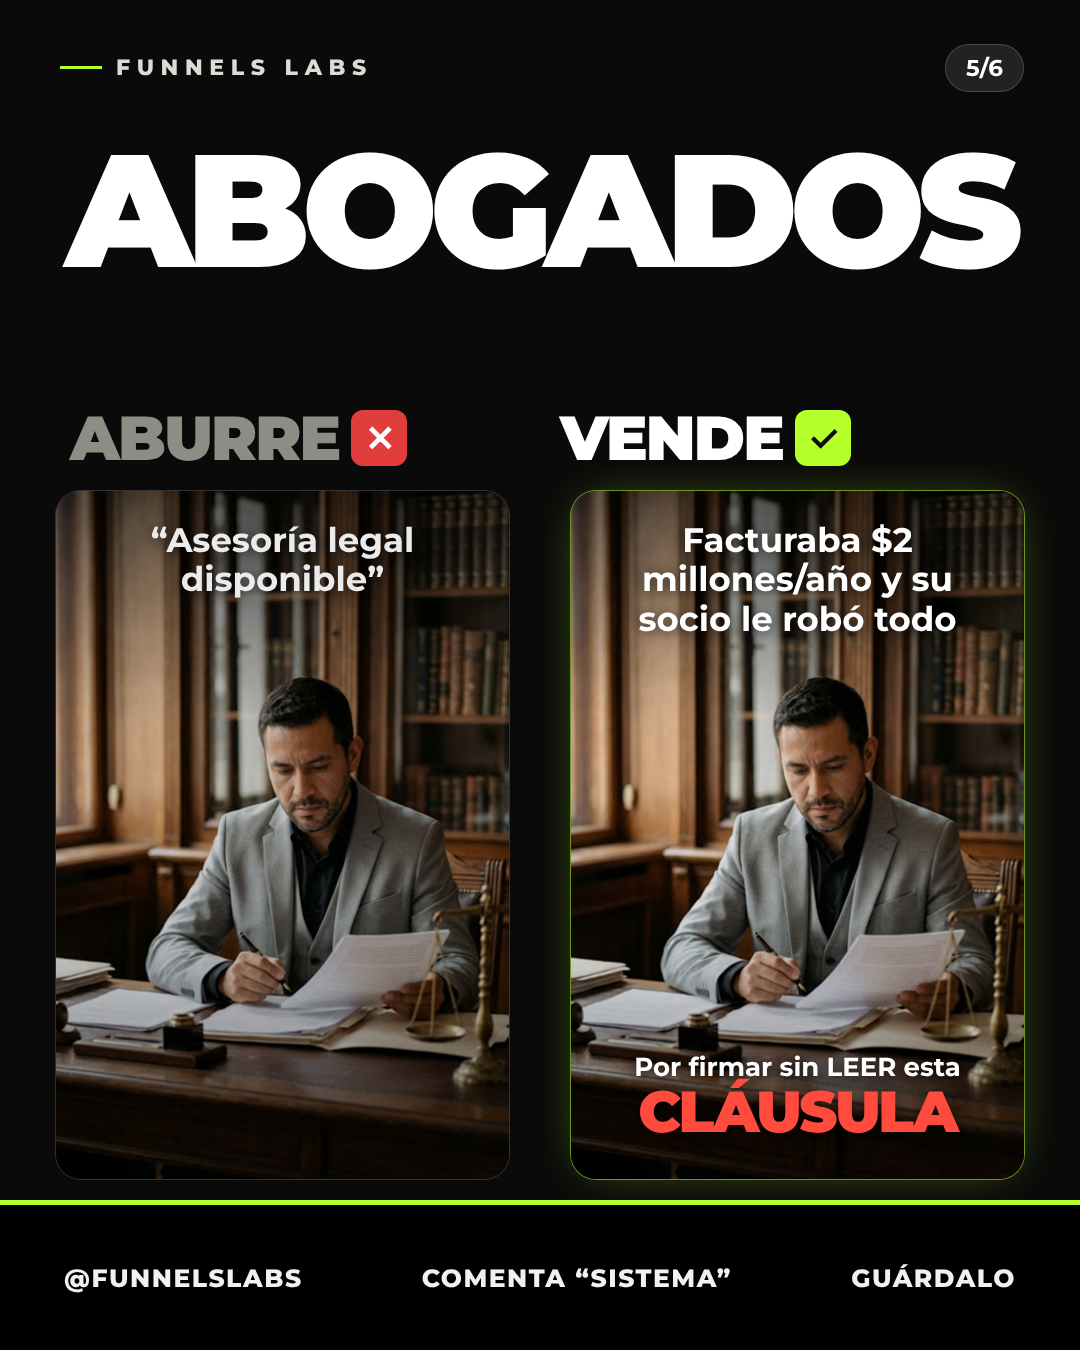 FUNNELS LABS
5/6
ABOGADOS
ABURRE
VENDE
“Asesoría legal
disponible”
Facturaba $2
millones/año y su
socio le robó todo
Por firmar sin LEER esta
CLÁUSULA
@FUNNELSLABS
COMENTA “SISTEMA”
GUÁRDALO